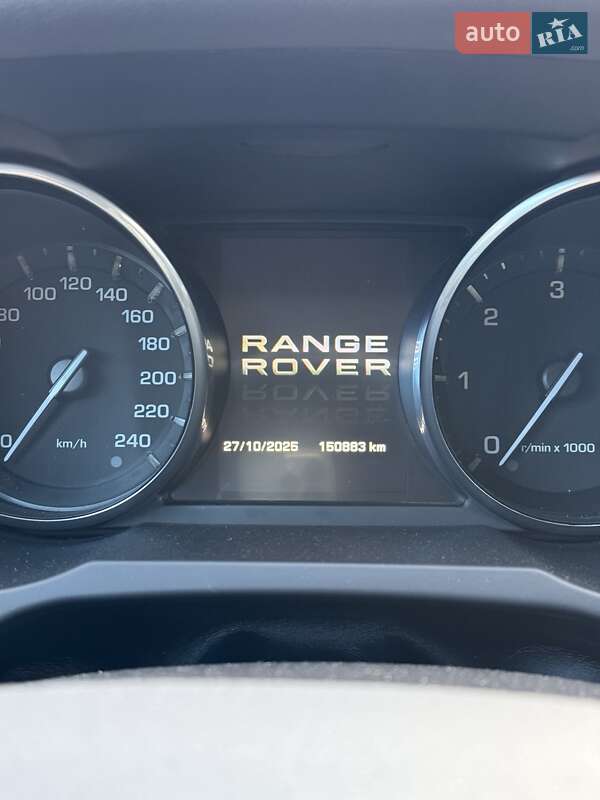 auto RIA.com
80 100 120 140 160 180 200 220 240
km/h
RANGE
ROVER
27/10/2025 150883 km
0 1 2 3
r/min x 1000